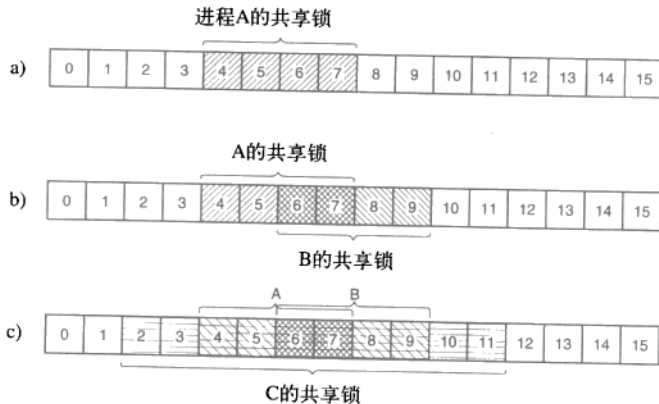 进程A的共享锁
a) 0 1 2 3 4 5 6 7 8 9 10 11 12 13 14 15
A的共享锁
b) 0 1 2 3 4 5 6 7 8 9 10 11 12 13 14 15
B的共享锁
A B
c) 0 1 2 3 4 5 6 7 8 9 10 11 12 13 14 15
C的共享锁